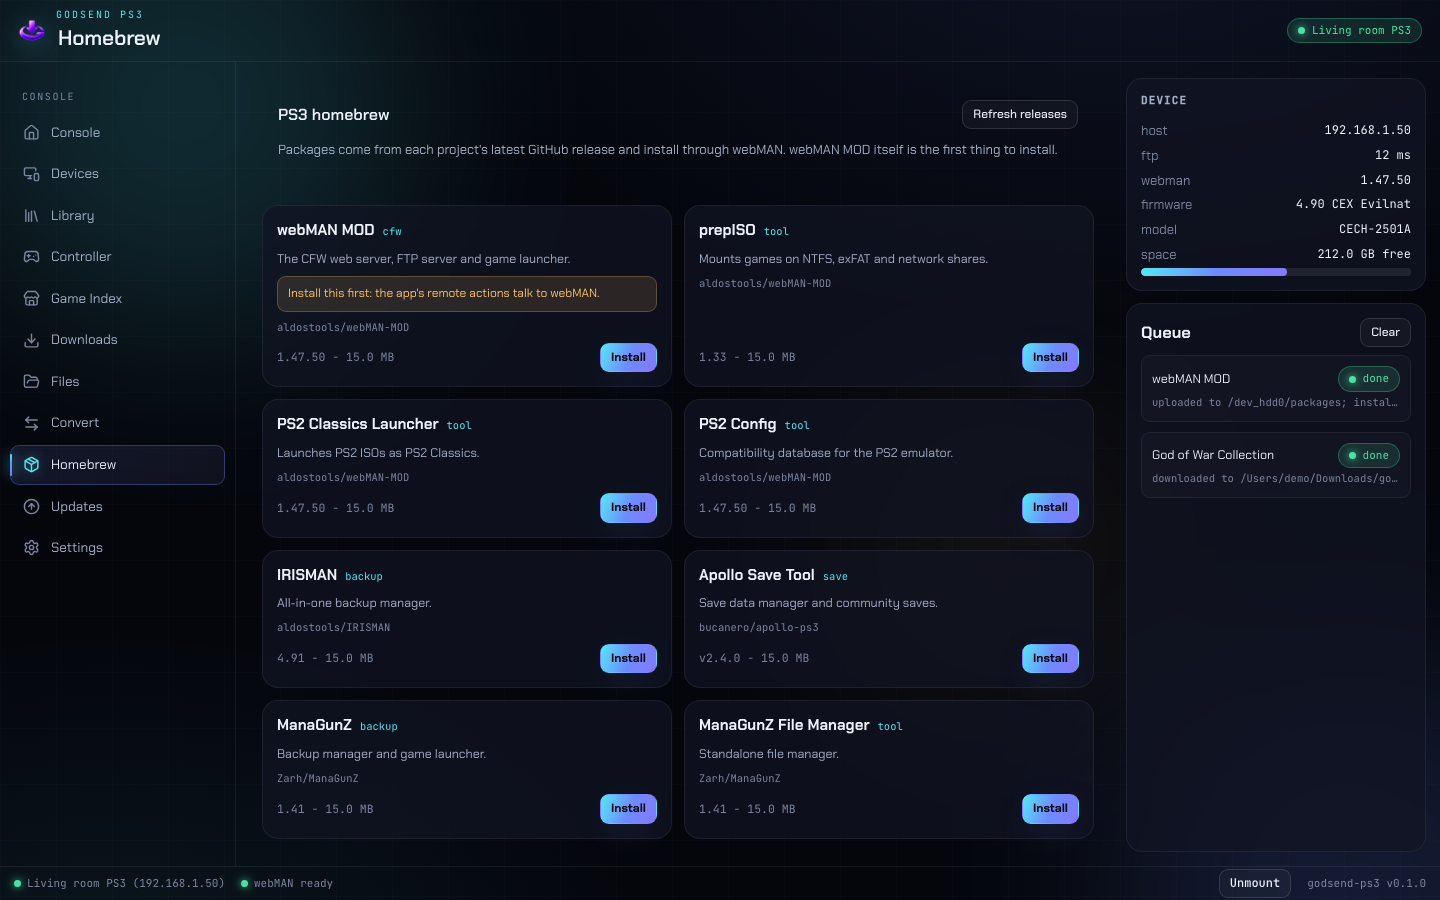 GODSEND PS3
Homebrew
Living room PS3
CONSOLE
Console
Devices
Library
Controller
Game Index
Downloads
Files
Convert
Homebrew
Updates
Settings
PS3 homebrew
Refresh releases
Packages come from each project's latest GitHub release and install through webMAN. webMAN MOD itself is the first thing to install.
webMAN MOD cfw
The CFW web server, FTP server and game launcher.
Install this first: the app's remote actions talk to webMAN.
aldostools/webMAN-MOD
1.47.50 - 15.0 MB
Install
prepISO tool
Mounts games on NTFS, exFAT and network shares.
aldostools/webMAN-MOD
1.33 - 15.0 MB
Install
PS2 Classics Launcher tool
Launches PS2 ISOs as PS2 Classics.
aldostools/webMAN-MOD
1.47.50 - 15.0 MB
Install
PS2 Config tool
Compatibility database for the PS2 emulator.
aldostools/webMAN-MOD
1.47.50 - 15.0 MB
Install
IRISMAN backup
All-in-one backup manager.
aldostools/IRISMAN
4.91 - 15.0 MB
Install
Apollo Save Tool save
Save data manager and community saves.
bucanero/apollo-ps3
v2.4.0 - 15.0 MB
Install
ManaGunZ backup
Backup manager and game launcher.
Zarh/ManaGunZ
1.41 - 15.0 MB
Install
ManaGunZ File Manager tool
Standalone file manager.
Zarh/ManaGunZ
1.41 - 15.0 MB
Install
DEVICE
host 192.168.1.50
ftp 12 ms
webman 1.47.50
firmware 4.90 CEX Evilnat
model CECH-2501A
space 212.0 GB free
Queue
Clear
webMAN MOD
done
uploaded to /dev_hdd0/packages; instal…
God of War Collection
done
downloaded to /Users/demo/Downloads/go…
Living room PS3 (192.168.1.50)
webMAN ready
Unmount
godsend-ps3 v0.1.0